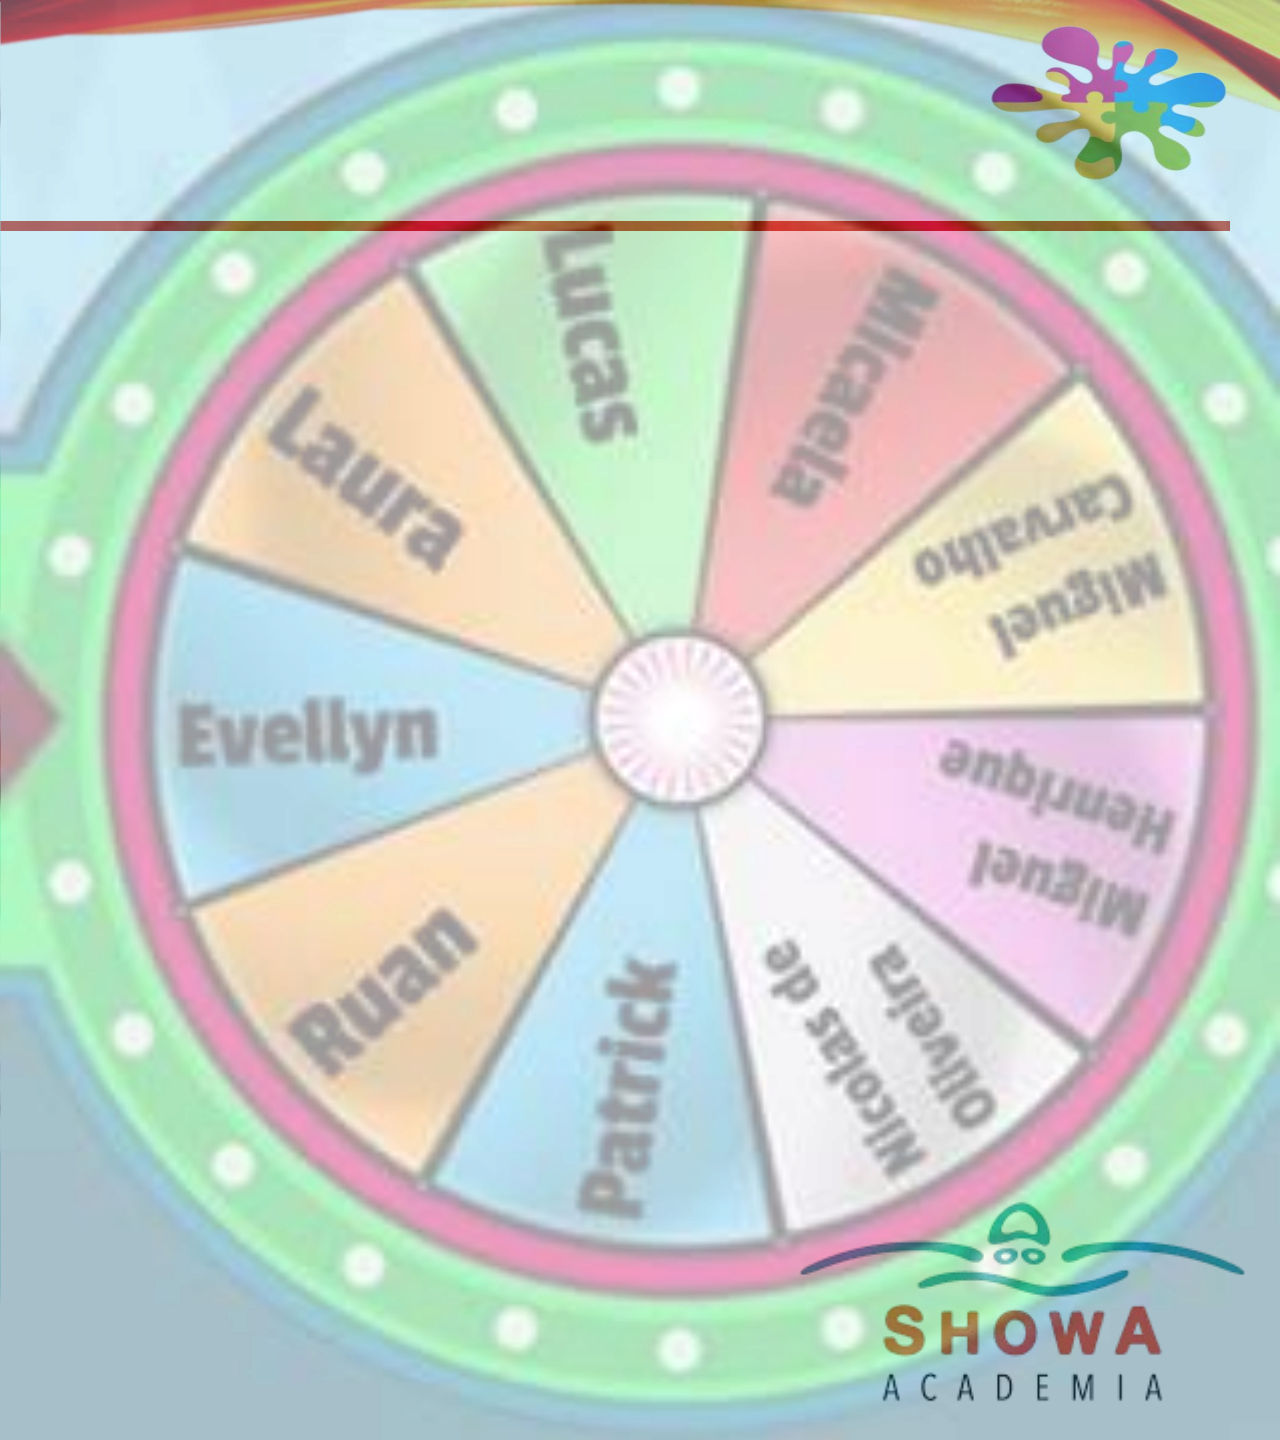 Lucas
Micaela
Miguel
Carvalho
Miguel
Henrique
Nicolas de
Oliveira
Patrick
Ruan
Evellyn
Laura
SHOWA
ACADEMIA